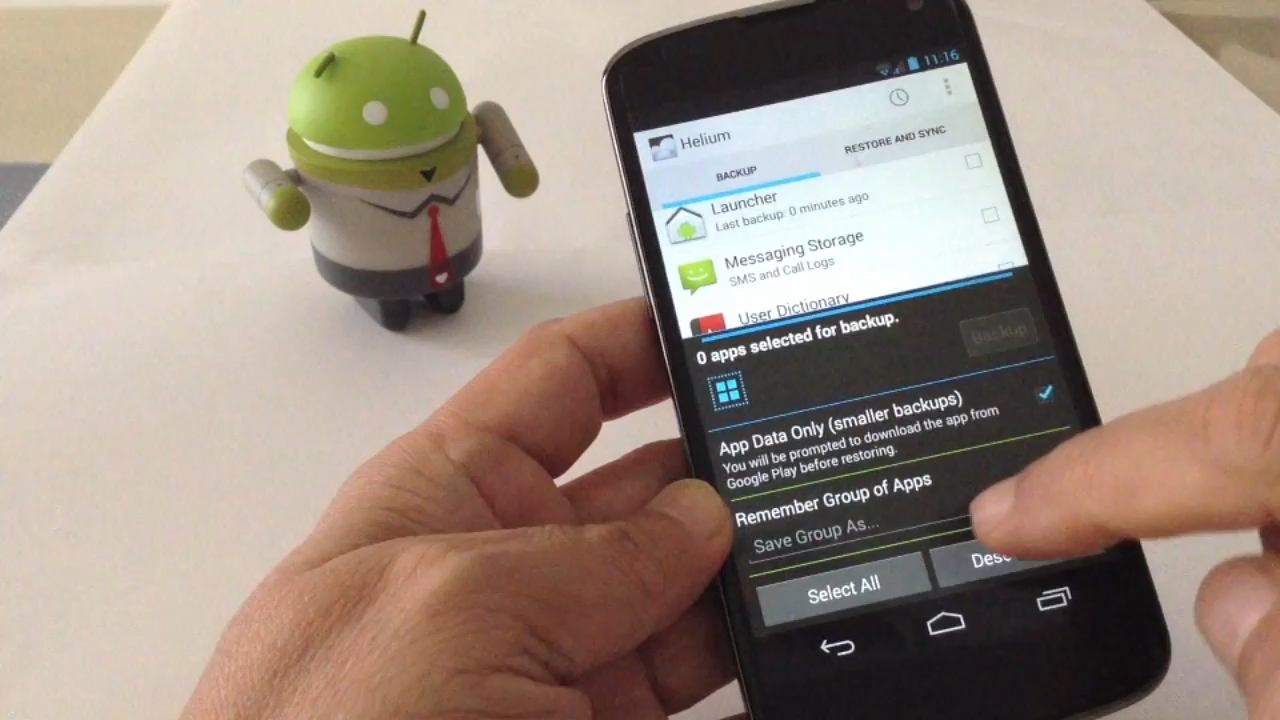 11:16
Helium
BACKUP
RESTORE AND SYNC
Launcher
Last backup: 0 minutes ago
Messaging Storage
SMS and Call Logs
User Dictionary
0 apps selected for backup.
Backup
App Data Only (smaller backups)
You will be prompted to download the app from
Google Play before restoring.
Remember Group of Apps
Save Group As...
Select All